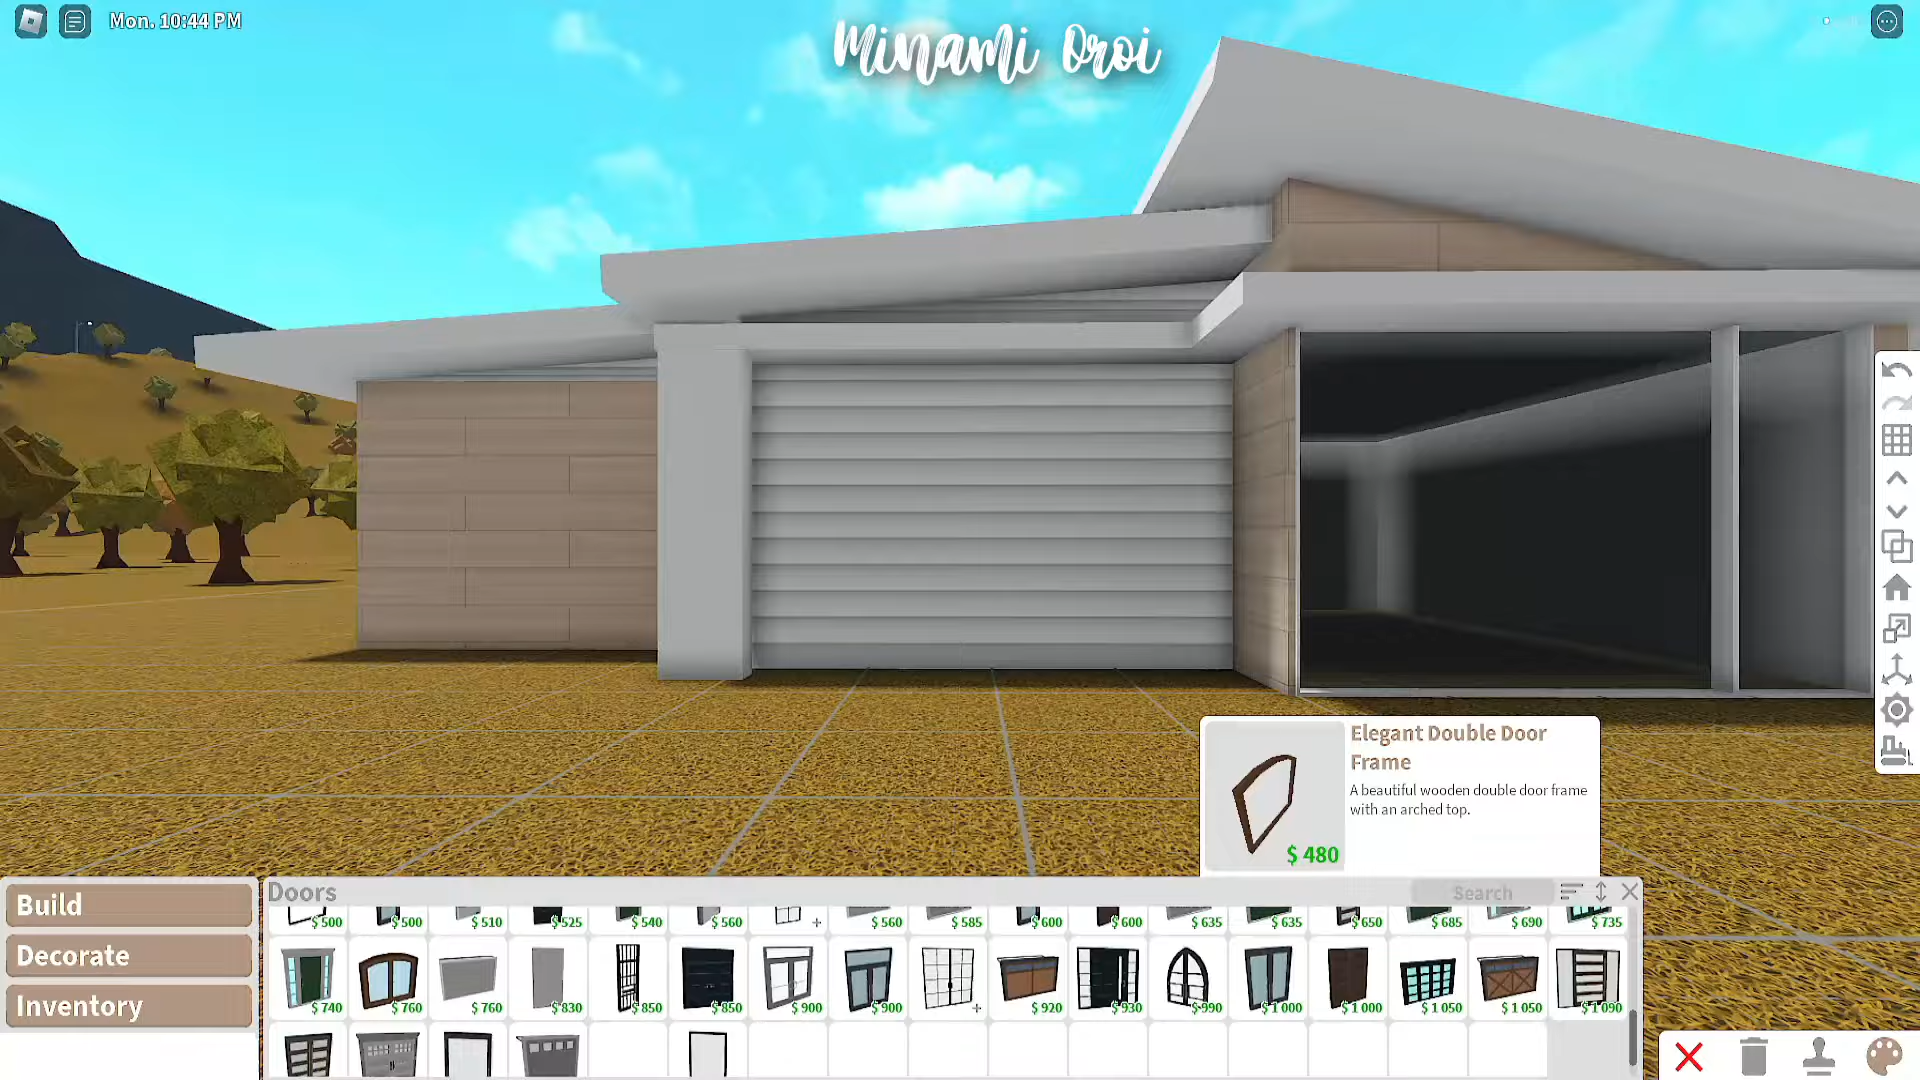 Mon. 10:44 PM
Minami Oroi
Elegant Double Door
Frame
A beautiful wooden double door frame
with an arched top.
$ 480
Build
Decorate
Inventory
Doors
Search
$ 500 $ 500 $ 510 $ 525 $ 540 $ 560 + $ 560 $ 585 $ 600 $ 600 $ 635 $ 635 $ 650 $ 685 $ 690 $ 735
$ 740 $ 760 $ 760 $ 830 $ 850 $ 850 $ 900 $ 900 + $ 920 $ 930 $ 990 $ 1 000 $ 1 000 $ 1 050 $ 1 050 $ 1 090